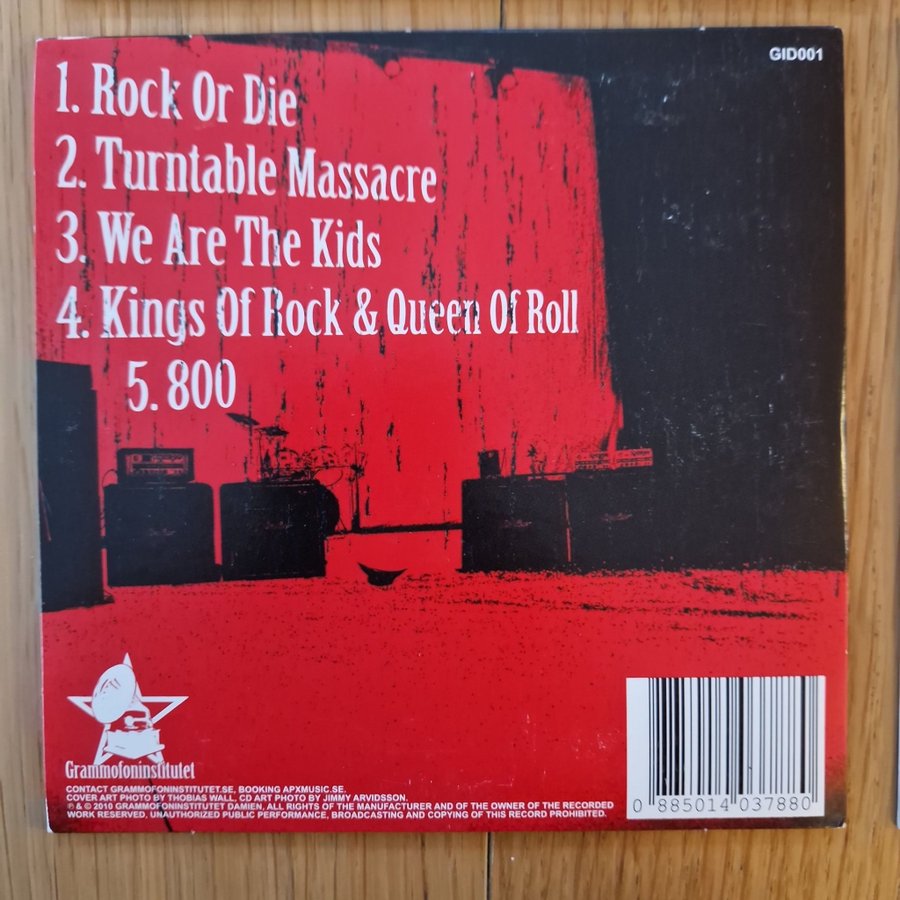 GID001
1. Rock Or Die
2. Turntable Massacre
3. We Are The Kids
4. Kings Of Rock & Queen Of Roll
5. 800
Grammofoninstitutet
CONTACT GRAMMOFONINSTITUTET.SE, BOOKING APXMUSIC.SE.
COVER ART PHOTO BY THOBIAS WALL, CD ART PHOTO BY JIMMY ARVIDSSON.
℗ & © 2010 GRAMMOFONINSTITUTET DAMIEN, ALL RIGHTS OF THE MANUFACTURER AND OF THE OWNER OF THE RECORDED
WORK RESERVED, UNAUTHORIZED PUBLIC PERFORMANCE, BROADCASTING AND COPYING OF THIS RECORD PROHIBITED.
0 885014 037880